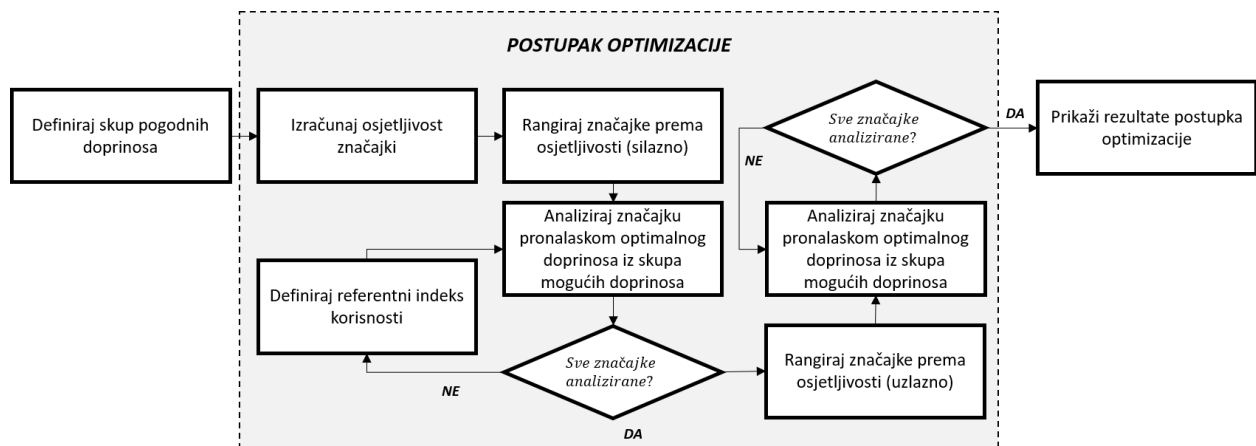 POSTUPAK OPTIMIZACIJE
Definiraj skup pogodnih
doprinosa
Izračunaj osjetljivost
značajki
Rangiraj značajke prema
osjetljivosti (silazno)
Analiziraj značajku
pronalaskom optimalnog
doprinosa iz skupa
mogućih doprinosa
Definiraj referentni indeks
korisnosti
Sve značajke
analizirane?
NE
DA
Rangiraj značajke prema
osjetljivosti (uzlazno)
Analiziraj značajku
pronalaskom optimalnog
doprinosa iz skupa
mogućih doprinosa
Sve značajke
analizirane?
NE
DA
Prikaži rezultate postupka
optimizacije